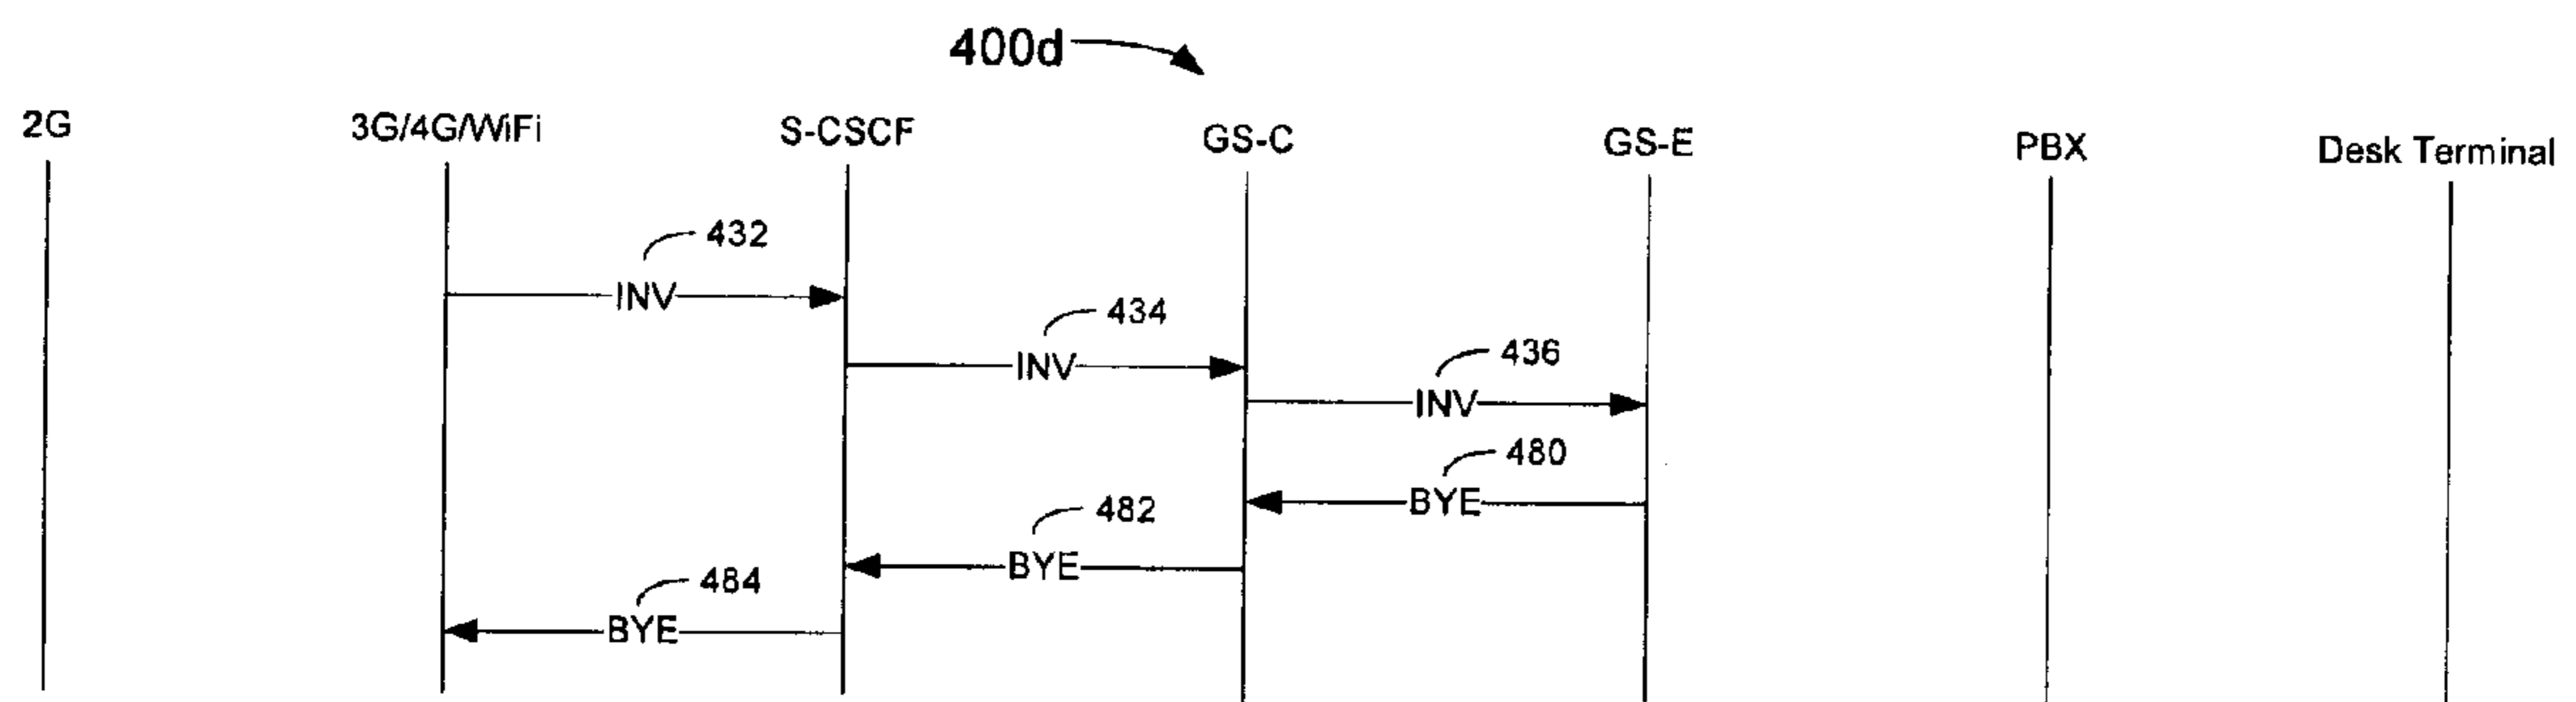 400d
2G 3G/4G/WiFi S-CSCF GS-C GS-E PBX Desk Terminal
432
INV
434
INV
436
INV
480
BYE
482
BYE
484
BYE